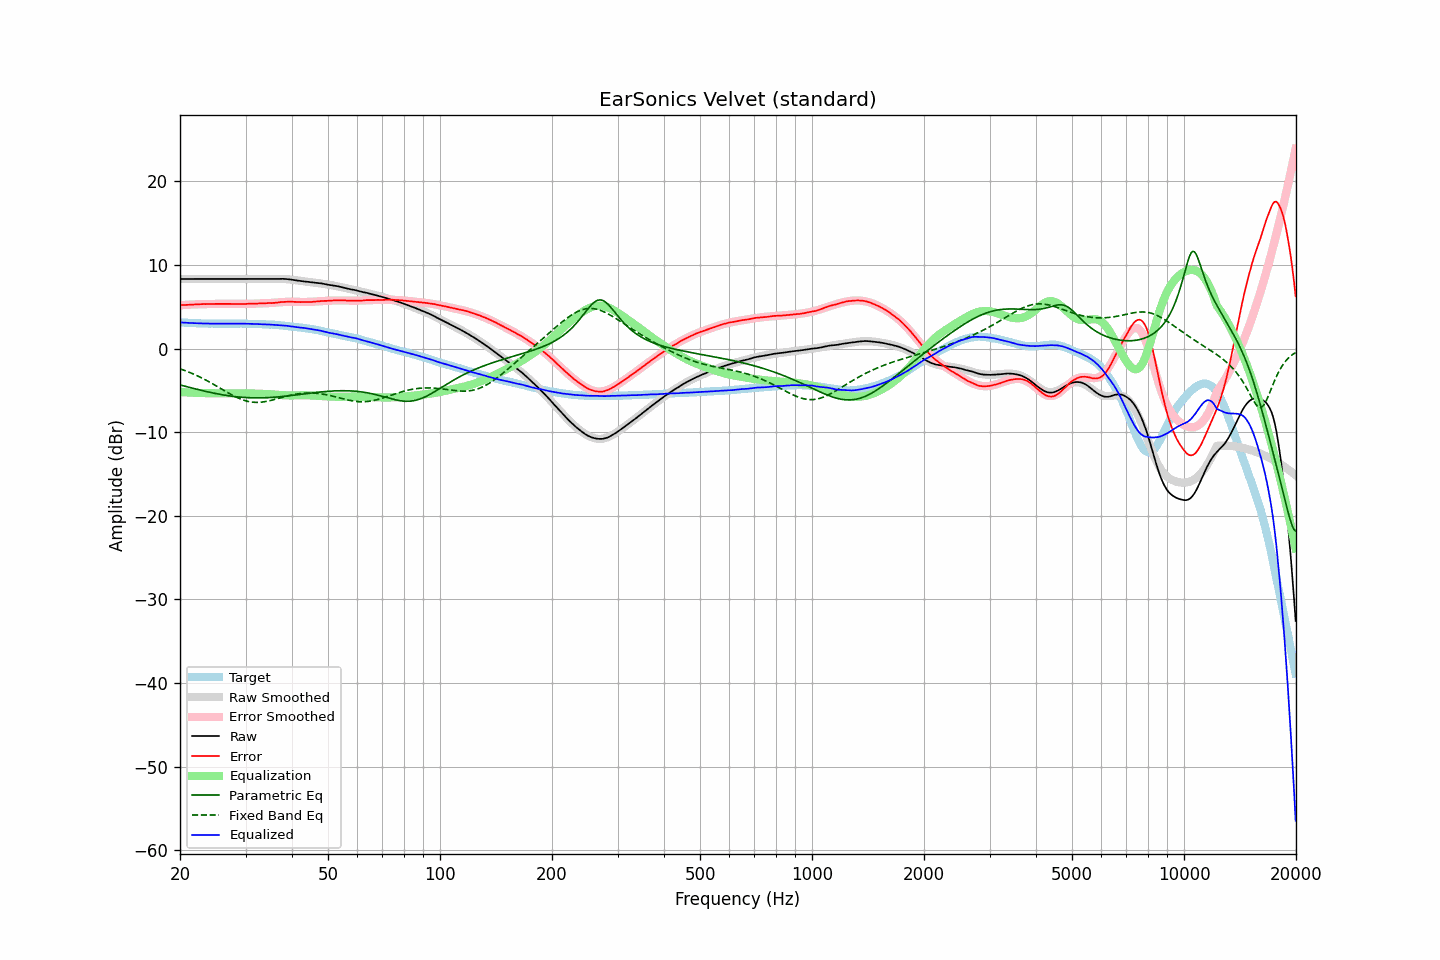 EarSonics Velvet (standard)
Amplitude (dBr)
20
10
0
−10
−20
−30
−40
−50
−60
Target
Raw Smoothed
Error Smoothed
Raw
Error
Equalization
Parametric Eq
Fixed Band Eq
Equalized
20 50 100 200 500 1000 2000 5000 10000 20000
Frequency (Hz)